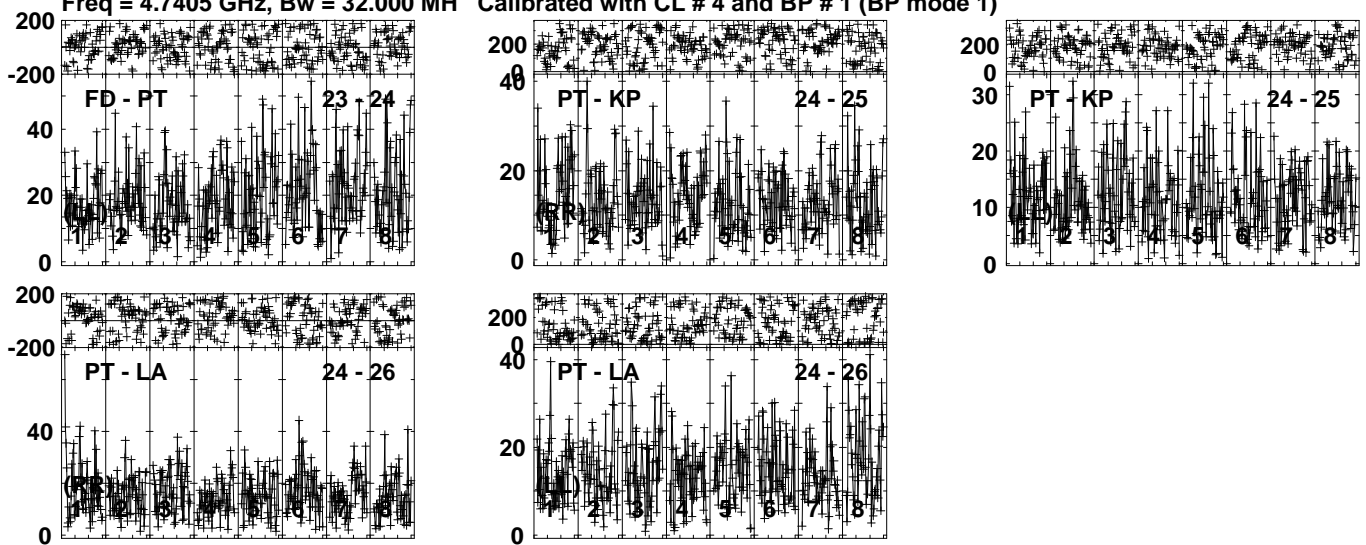 Freq = 4.7405 GHz, Bw = 32.000 MH Calibrated with CL # 4 and BP # 1 (BP mode 1)
200
-200
FD - PT 23 - 24
40
20
0
(LL)
1 2 3 4 5 6 7 8
200
0
40
PT - KP 24 - 25
20
0
(RR)
1 2 3 4 5 6 7 8
200
0
30
PT - KP 24 - 25
20
10
0
(LL)
1 2 3 4 5 6 7 8
200
-200
PT - LA 24 - 26
40
0
(RR)
1 2 3 4 5 6 7 8
200
0
40
PT - LA 24 - 26
20
0
(LL)
1 2 3 4 5 6 7 8